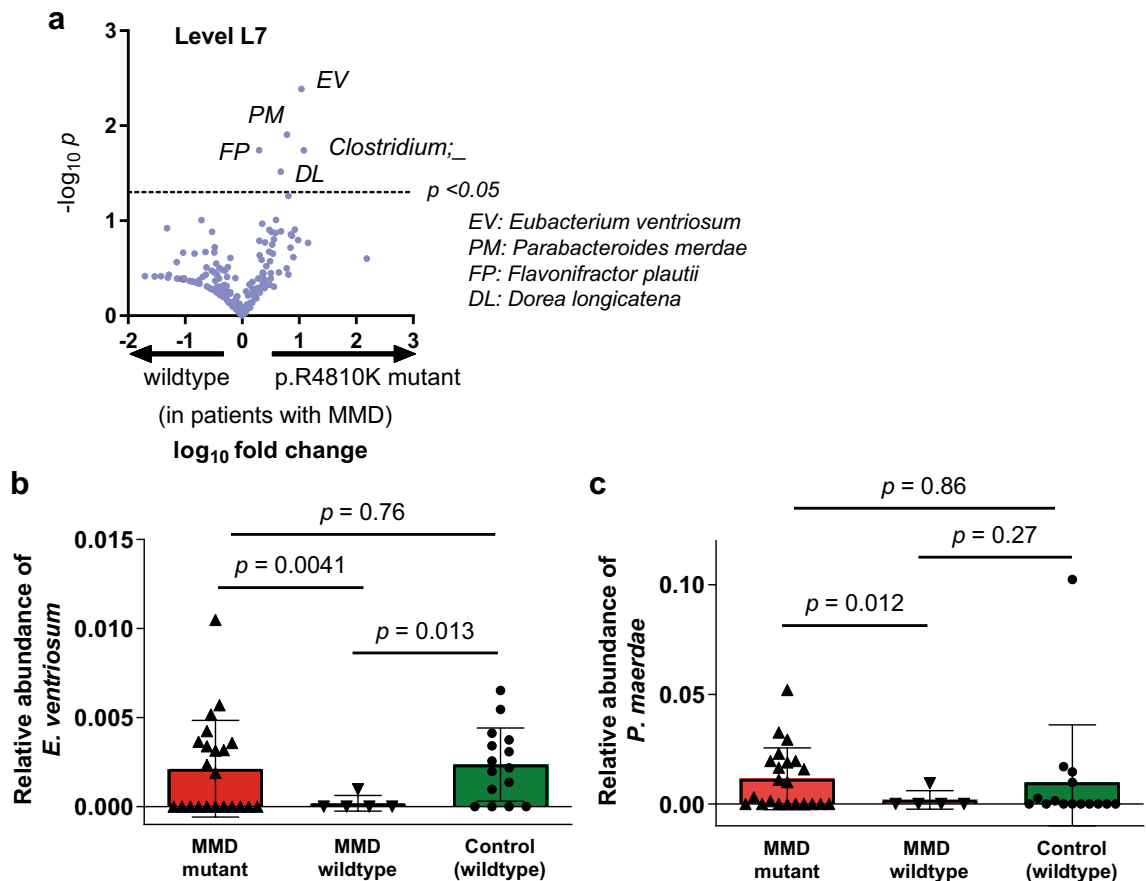 a
Level L7
3
2
1
0
-log10 p
EV
PM
FP
Clostridium;_
DL
p <0.05
-2 -1 0 1 2 3
wildtype p.R4810K mutant
(in patients with MMD)
log10 fold change
EV: Eubacterium ventriosum
PM: Parabacteroides merdae
FP: Flavonifractor plautii
DL: Dorea longicatena
b
Relative abundance of
E. ventriosum
0.015
0.010
0.005
0.000
p = 0.76
p = 0.0041
p = 0.013
MMD
mutant
MMD
wildtype
Control
(wildtype)
c
Relative abundance of
P. maerdae
0.10
0.05
0.00
p = 0.86
p = 0.27
p = 0.012
MMD
mutant
MMD
wildtype
Control
(wildtype)